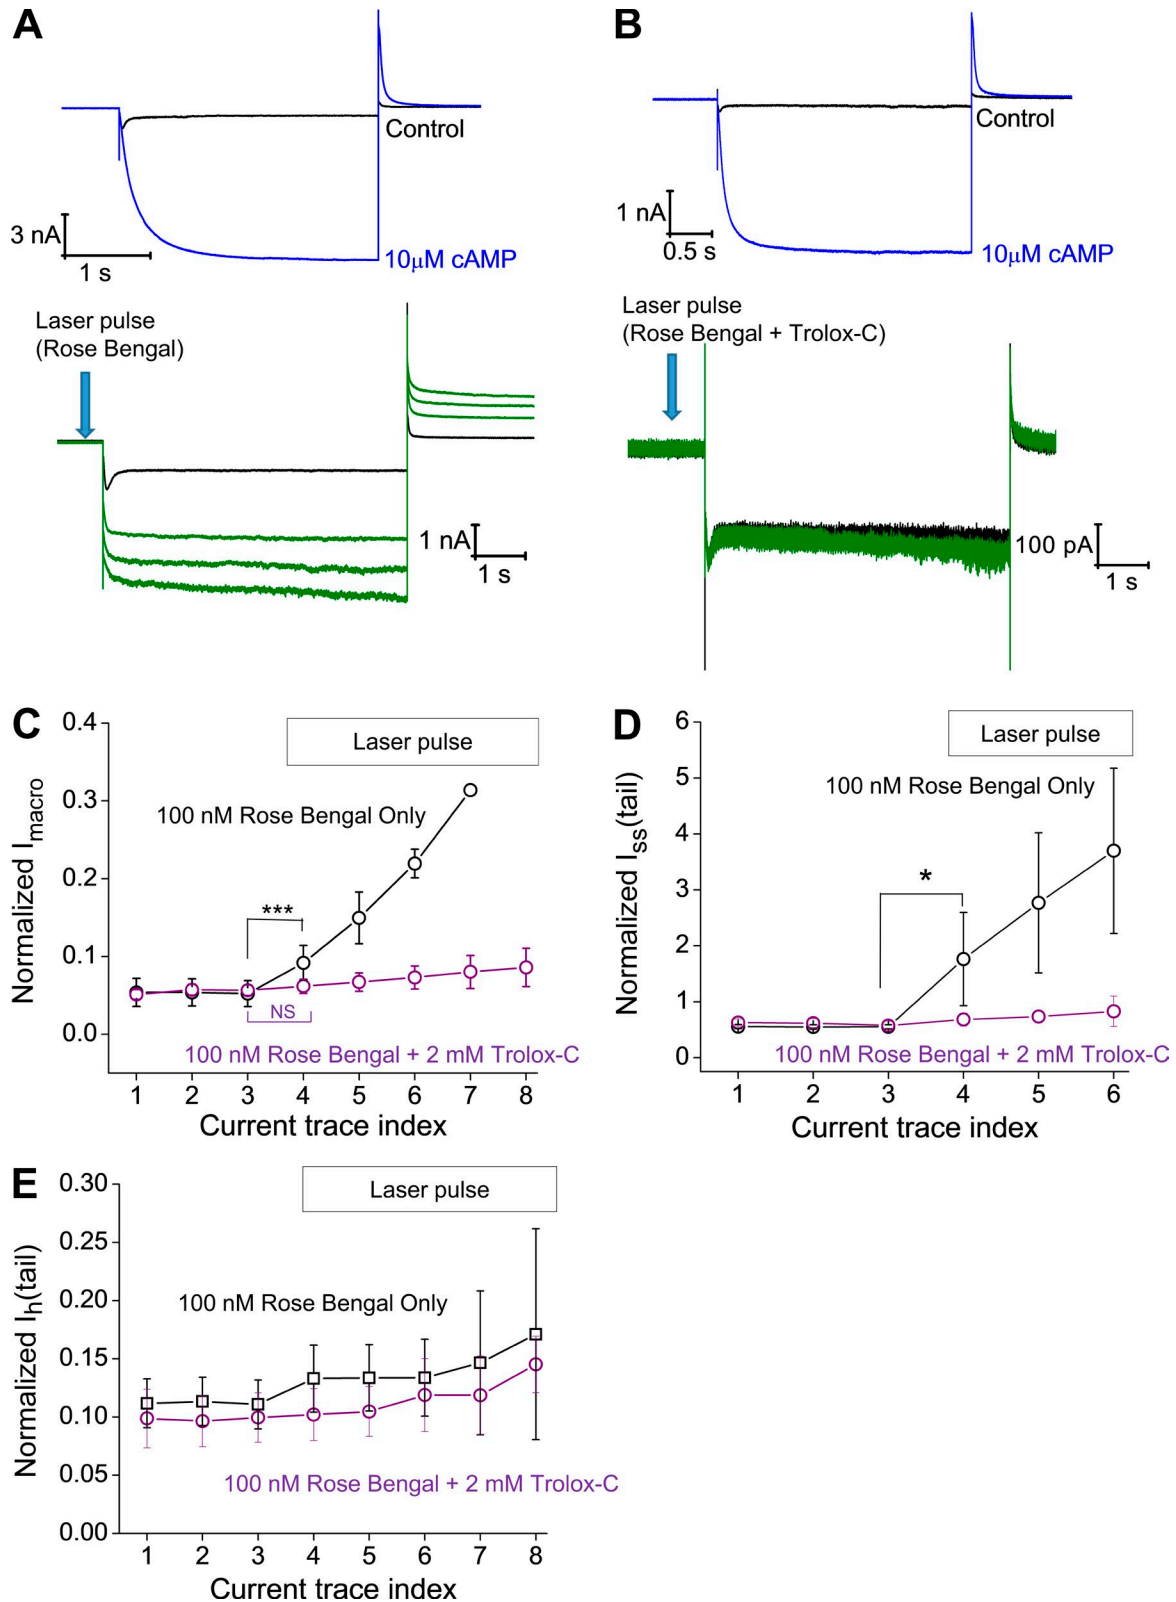 A
Control
3 nA
1 s
10μM cAMP
Laser pulse
(Rose Bengal)
1 nA
1 s
B
Control
1 nA
0.5 s
10μM cAMP
Laser pulse
(Rose Bengal + Trolox-C)
100 pA
1 s
C
Laser pulse
100 nM Rose Bengal Only
***
NS
100 nM Rose Bengal + 2 mM Trolox-C
Normalized Imacro
0.4
0.3
0.2
0.1
0.0
1 2 3 4 5 6 7 8
Current trace index
D
Laser pulse
100 nM Rose Bengal Only
*
100 nM Rose Bengal + 2 mM Trolox-C
Normalized Iss(tail)
6
5
4
3
2
1
0
1 2 3 4 5 6
Current trace index
E
Laser pulse
100 nM Rose Bengal Only
100 nM Rose Bengal + 2 mM Trolox-C
Normalized Ih(tail)
0.30
0.25
0.20
0.15
0.10
0.05
0.00
1 2 3 4 5 6 7 8
Current trace index